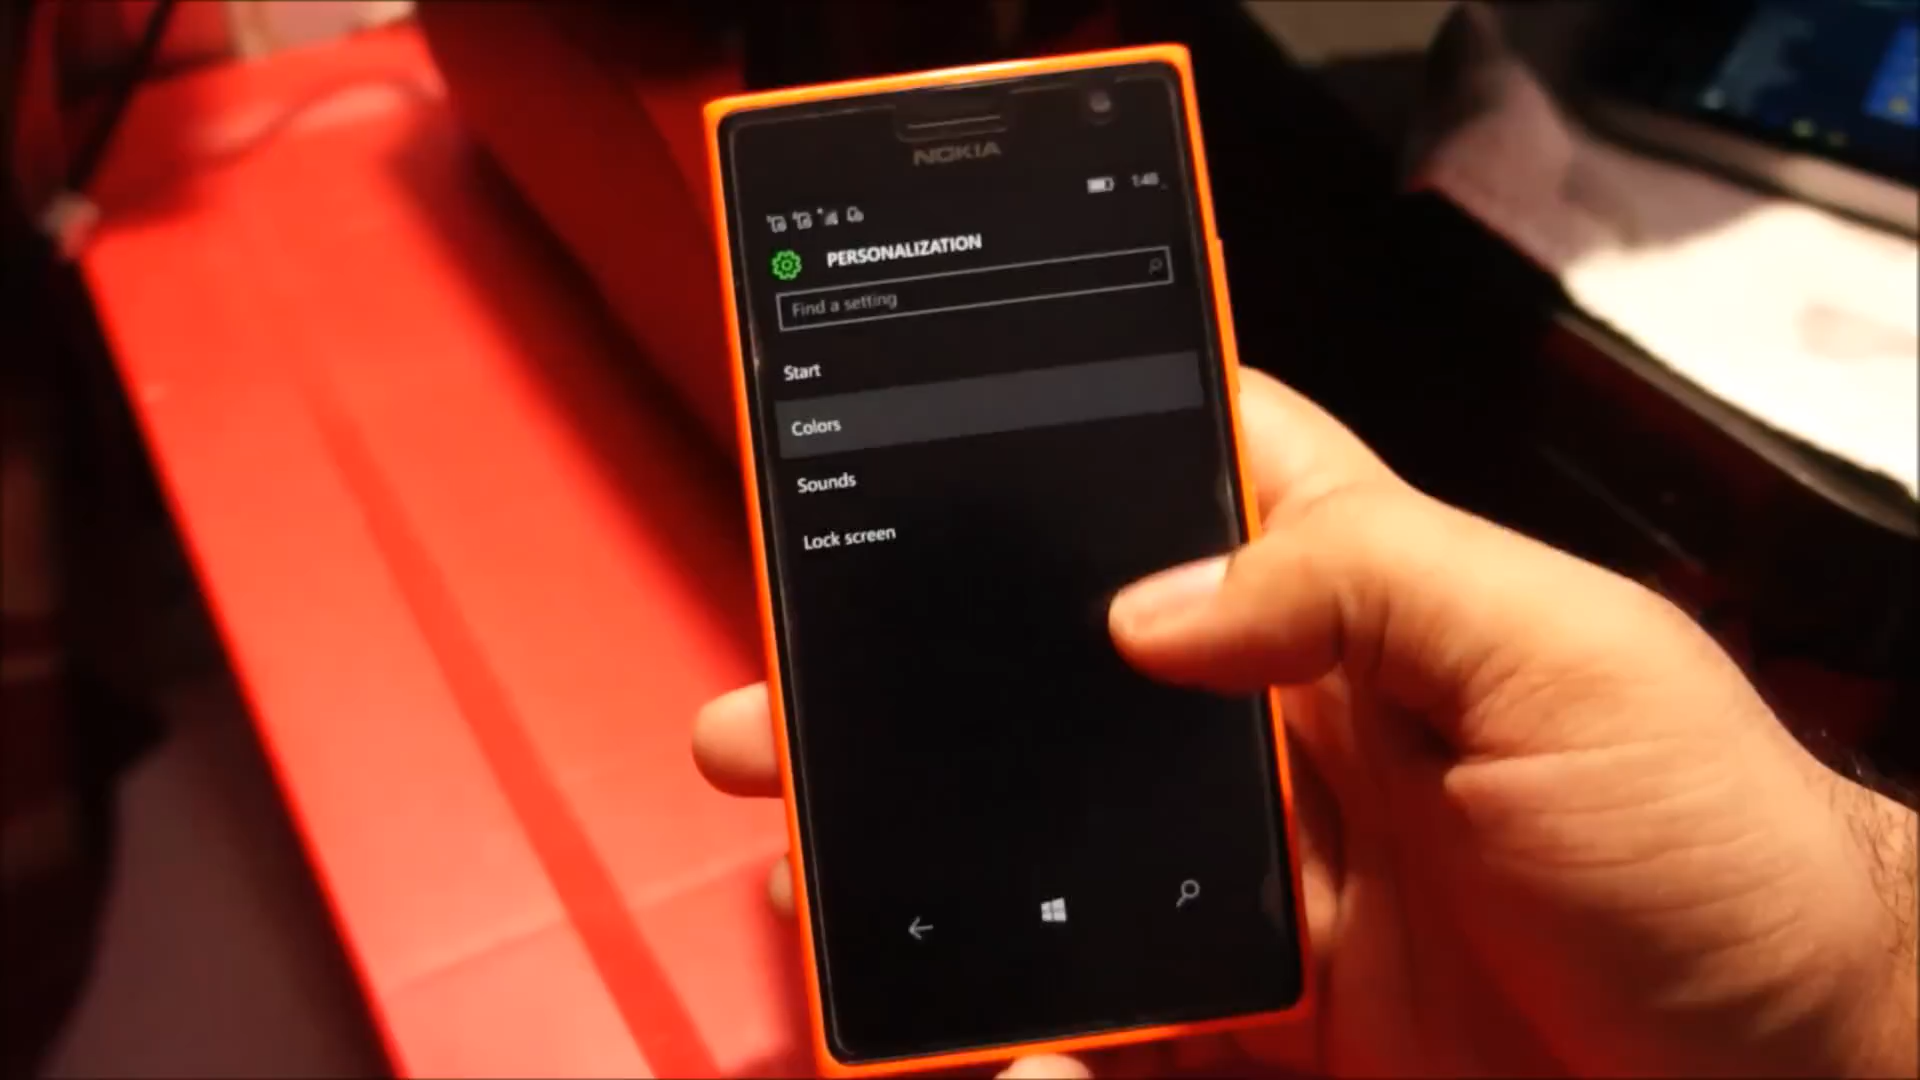 NOKIA
1:48
PERSONALIZATION
Find a setting
Start
Colors
Sounds
Lock screen